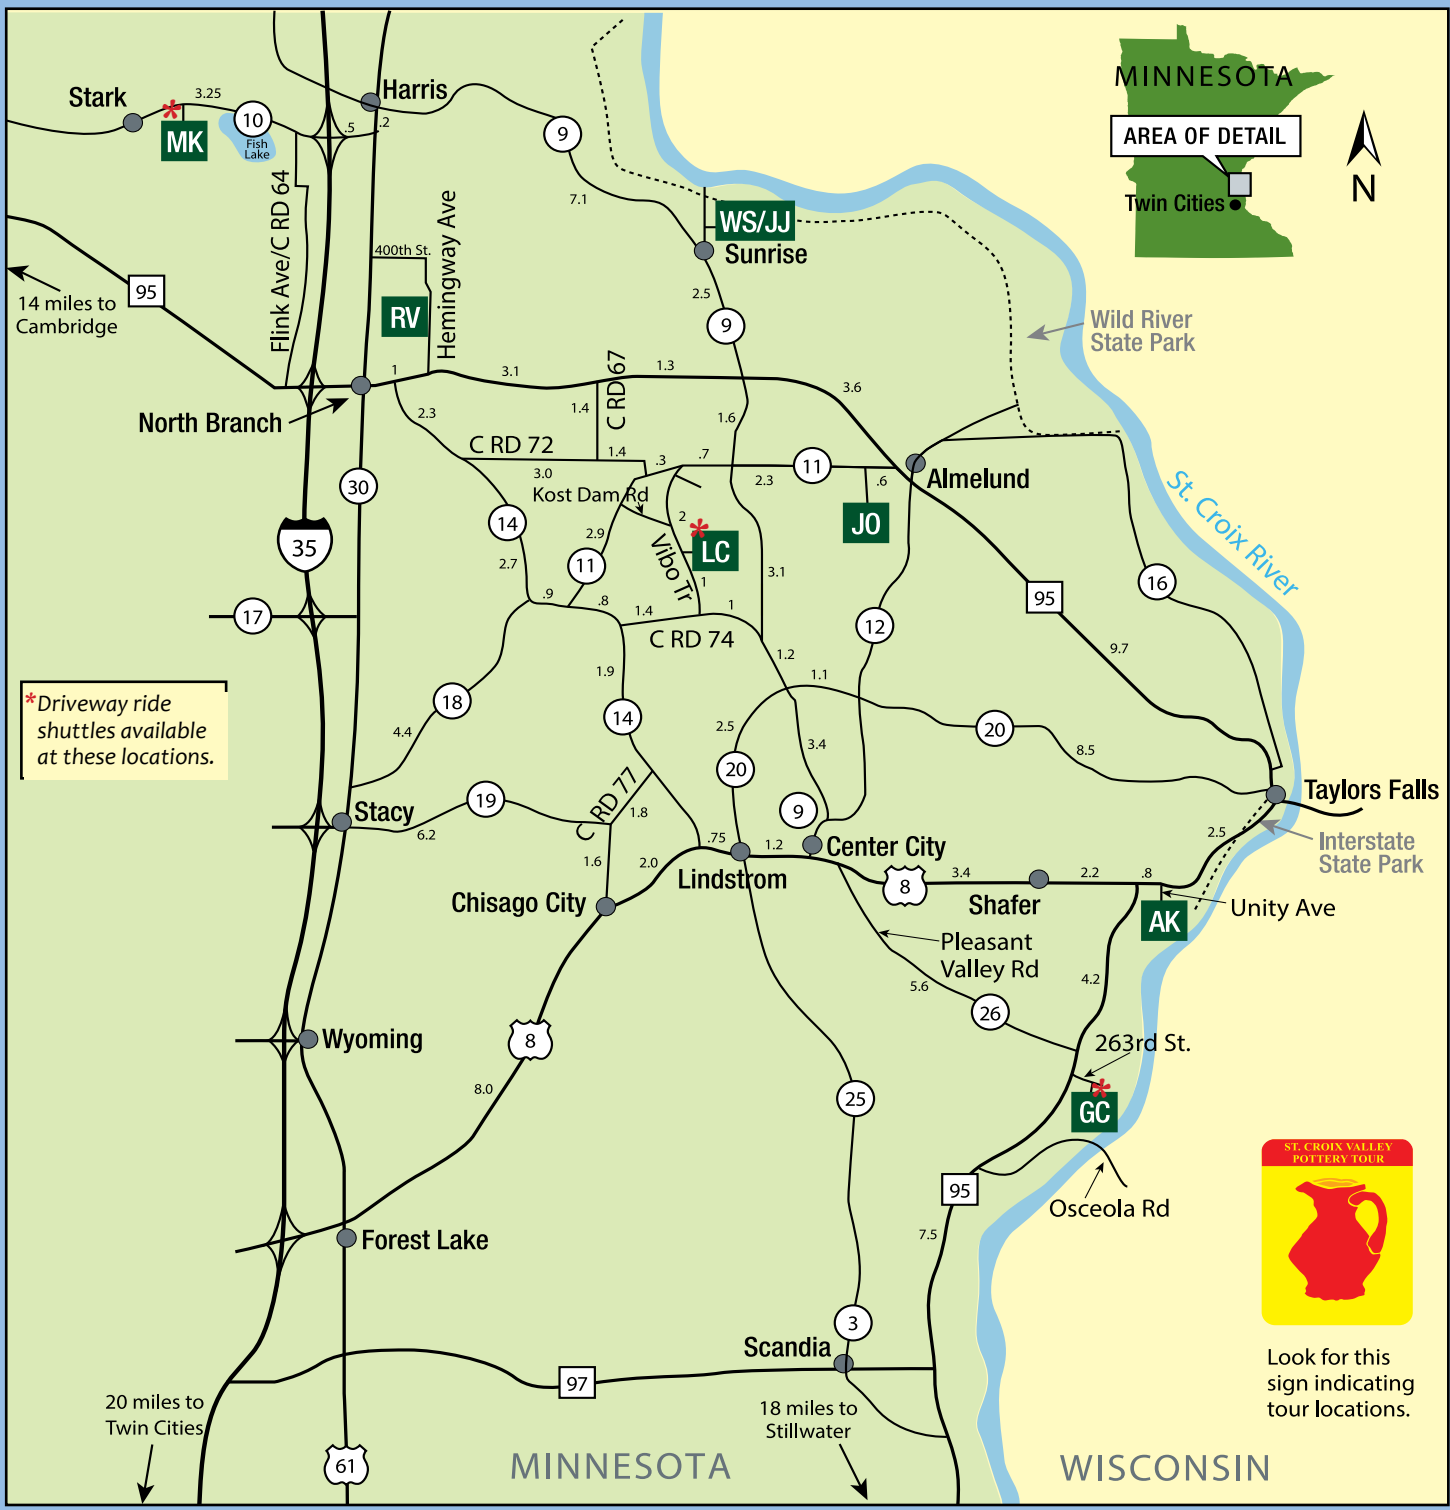 MINNESOTA
AREA OF DETAIL
Twin Cities
N
Stark
3.25
Harris
MK
10
Fish
Lake
.5
.2
9
7.1
Flink Ave/C RD 64
Hemingway Ave
400th St.
WS/JJ
Sunrise
2.5
9
95
14 miles to
Cambridge
RV
Wild River
State Park
1
3.1
C RD 67
1.3
3.6
North Branch
2.3
1.4
1.6
C RD 72
1.4
.3
.7
11
3.0
2.3
.6
Almelund
Kost Dam Rd
30
14
2
JO
St. Croix River
35
2.9
LC
2.7
11
Vibo Tr
3.1
1
16
.9
.8
1.4
1
95
17
C RD 74
12
1.2
9.7
1.9
1.1
*Driveway ride
shuttles available
at these locations.
18
14
2.5
20
4.4
3.4
8.5
20
C RD 77
19
1.8
9
Taylors Falls
Stacy
6.2
.75
1.2
Center City
2.5
Interstate
State Park
1.6
2.0
Lindstrom
3.4
2.2
.8
8
Chisago City
Shafer
AK
Unity Ave
Pleasant
Valley Rd
5.6
4.2
26
Wyoming
8
263rd St.
8.0
25
GC
ST. CROIX VALLEY
POTTERY TOUR
95
Osceola Rd
Forest Lake
7.5
3
Scandia
97
Look for this
sign indicating
tour locations.
20 miles to
Twin Cities
18 miles to
Stillwater
61
MINNESOTA
WISCONSIN